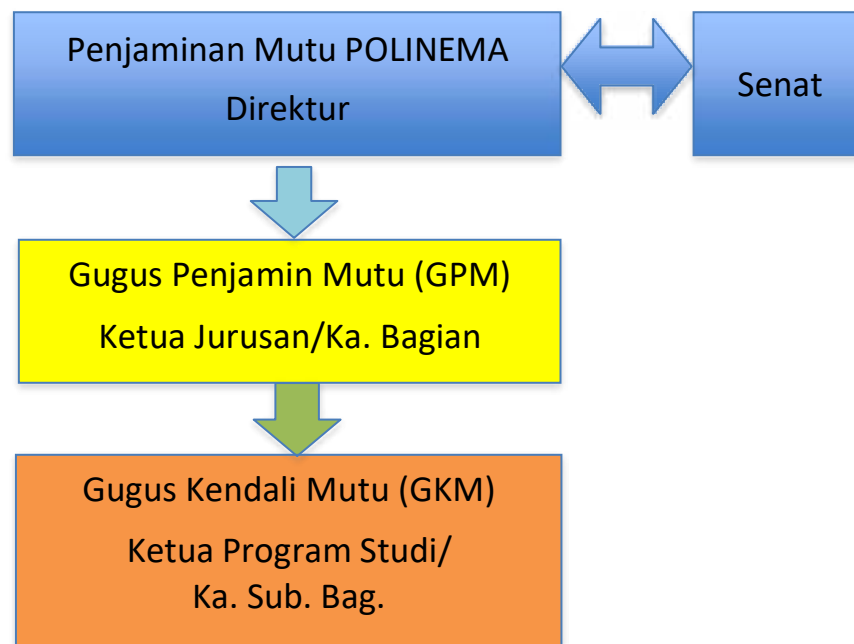 Penjaminan Mutu POLINEMA
Direktur
Senat
Gugus Penjamin Mutu (GPM)
Ketua Jurusan/Ka. Bagian
Gugus Kendali Mutu (GKM)
Ketua Program Studi/
Ka. Sub. Bag.